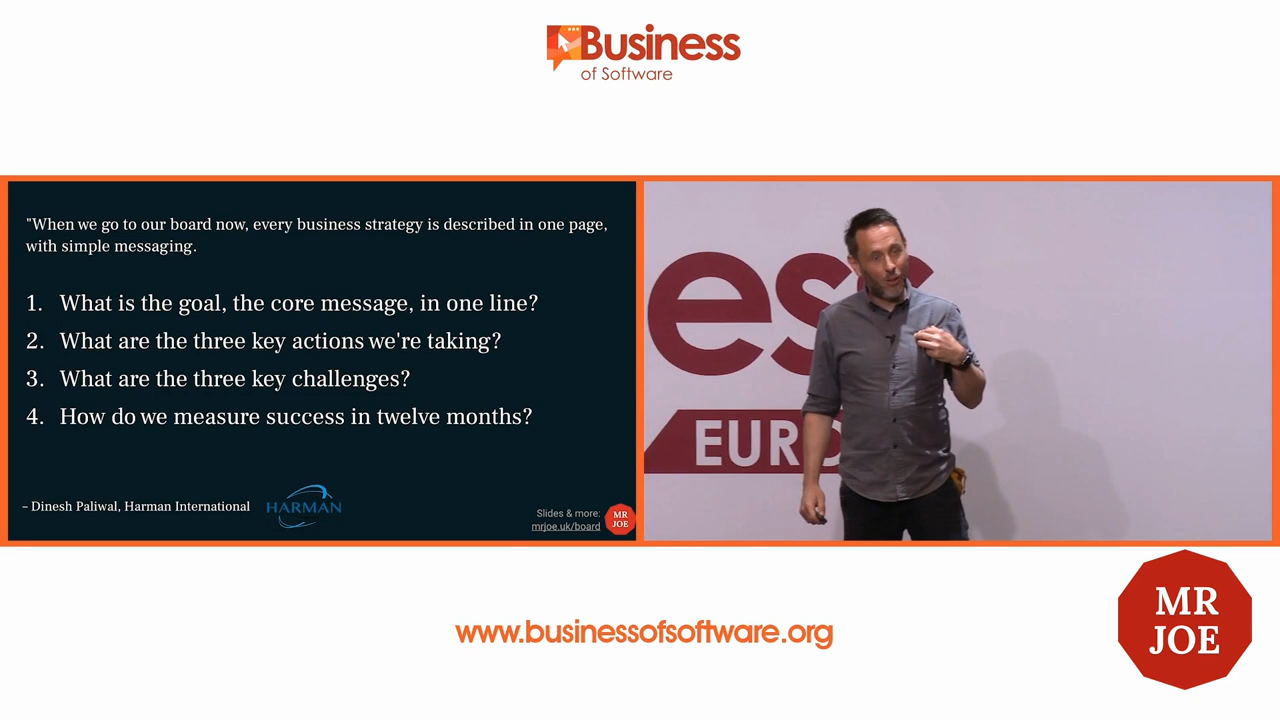 Business
of Software
"When we go to our board now, every business strategy is described in one page,
with simple messaging.
1. What is the goal, the core message, in one line?
2. What are the three key actions we're taking?
3. What are the three key challenges?
4. How do we measure success in twelve months?
– Dinesh Paliwal, Harman International
HARMAN
Slides & more:
mrjoe.uk/board
MR
JOE
ess
EURO
www.businessofsoftware.org
MR
JOE